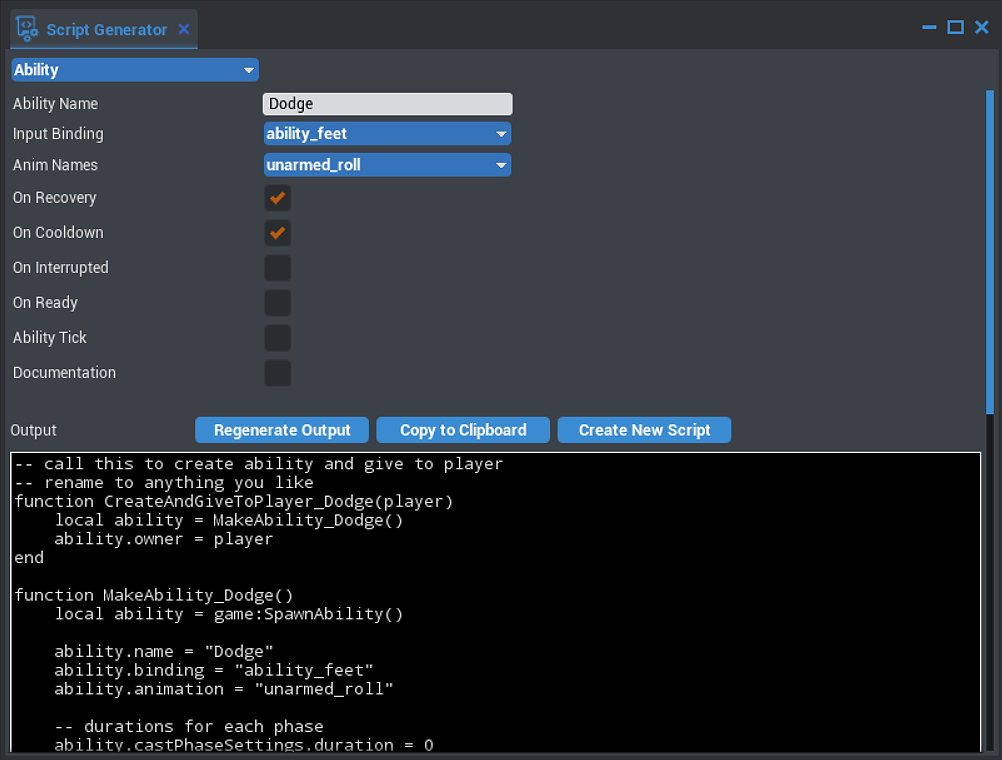 Script Generator
Ability
Ability Name Dodge
Input Binding ability_feet
Anim Names unarmed_roll
On Recovery
On Cooldown
On Interrupted
On Ready
Ability Tick
Documentation
Output Regenerate Output Copy to Clipboard Create New Script
-- call this to create ability and give to player
-- rename to anything you like
function CreateAndGiveToPlayer_Dodge(player)
    local ability = MakeAbility_Dodge()
    ability.owner = player
end
function MakeAbility_Dodge()
    local ability = game:SpawnAbility()
    ability.name = "Dodge"
    ability.binding = "ability_feet"
    ability.animation = "unarmed_roll"
    -- durations for each phase
    ability.castPhaseSettings.duration = 0